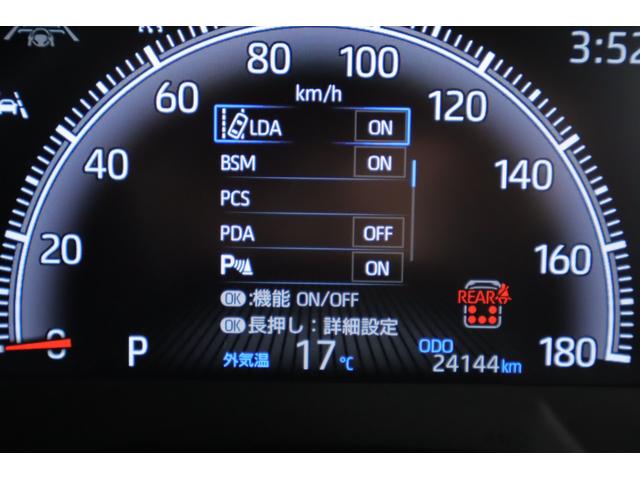 3:52
80
100
km/h
60
120
LDA ON
BSM ON
40
140
PCS
PDA OFF
20
160
P ON
OK:機能 ON/OFF
REAR
OK長押し：詳細設定
0
P
外気温 17℃
ODO
24144km
180